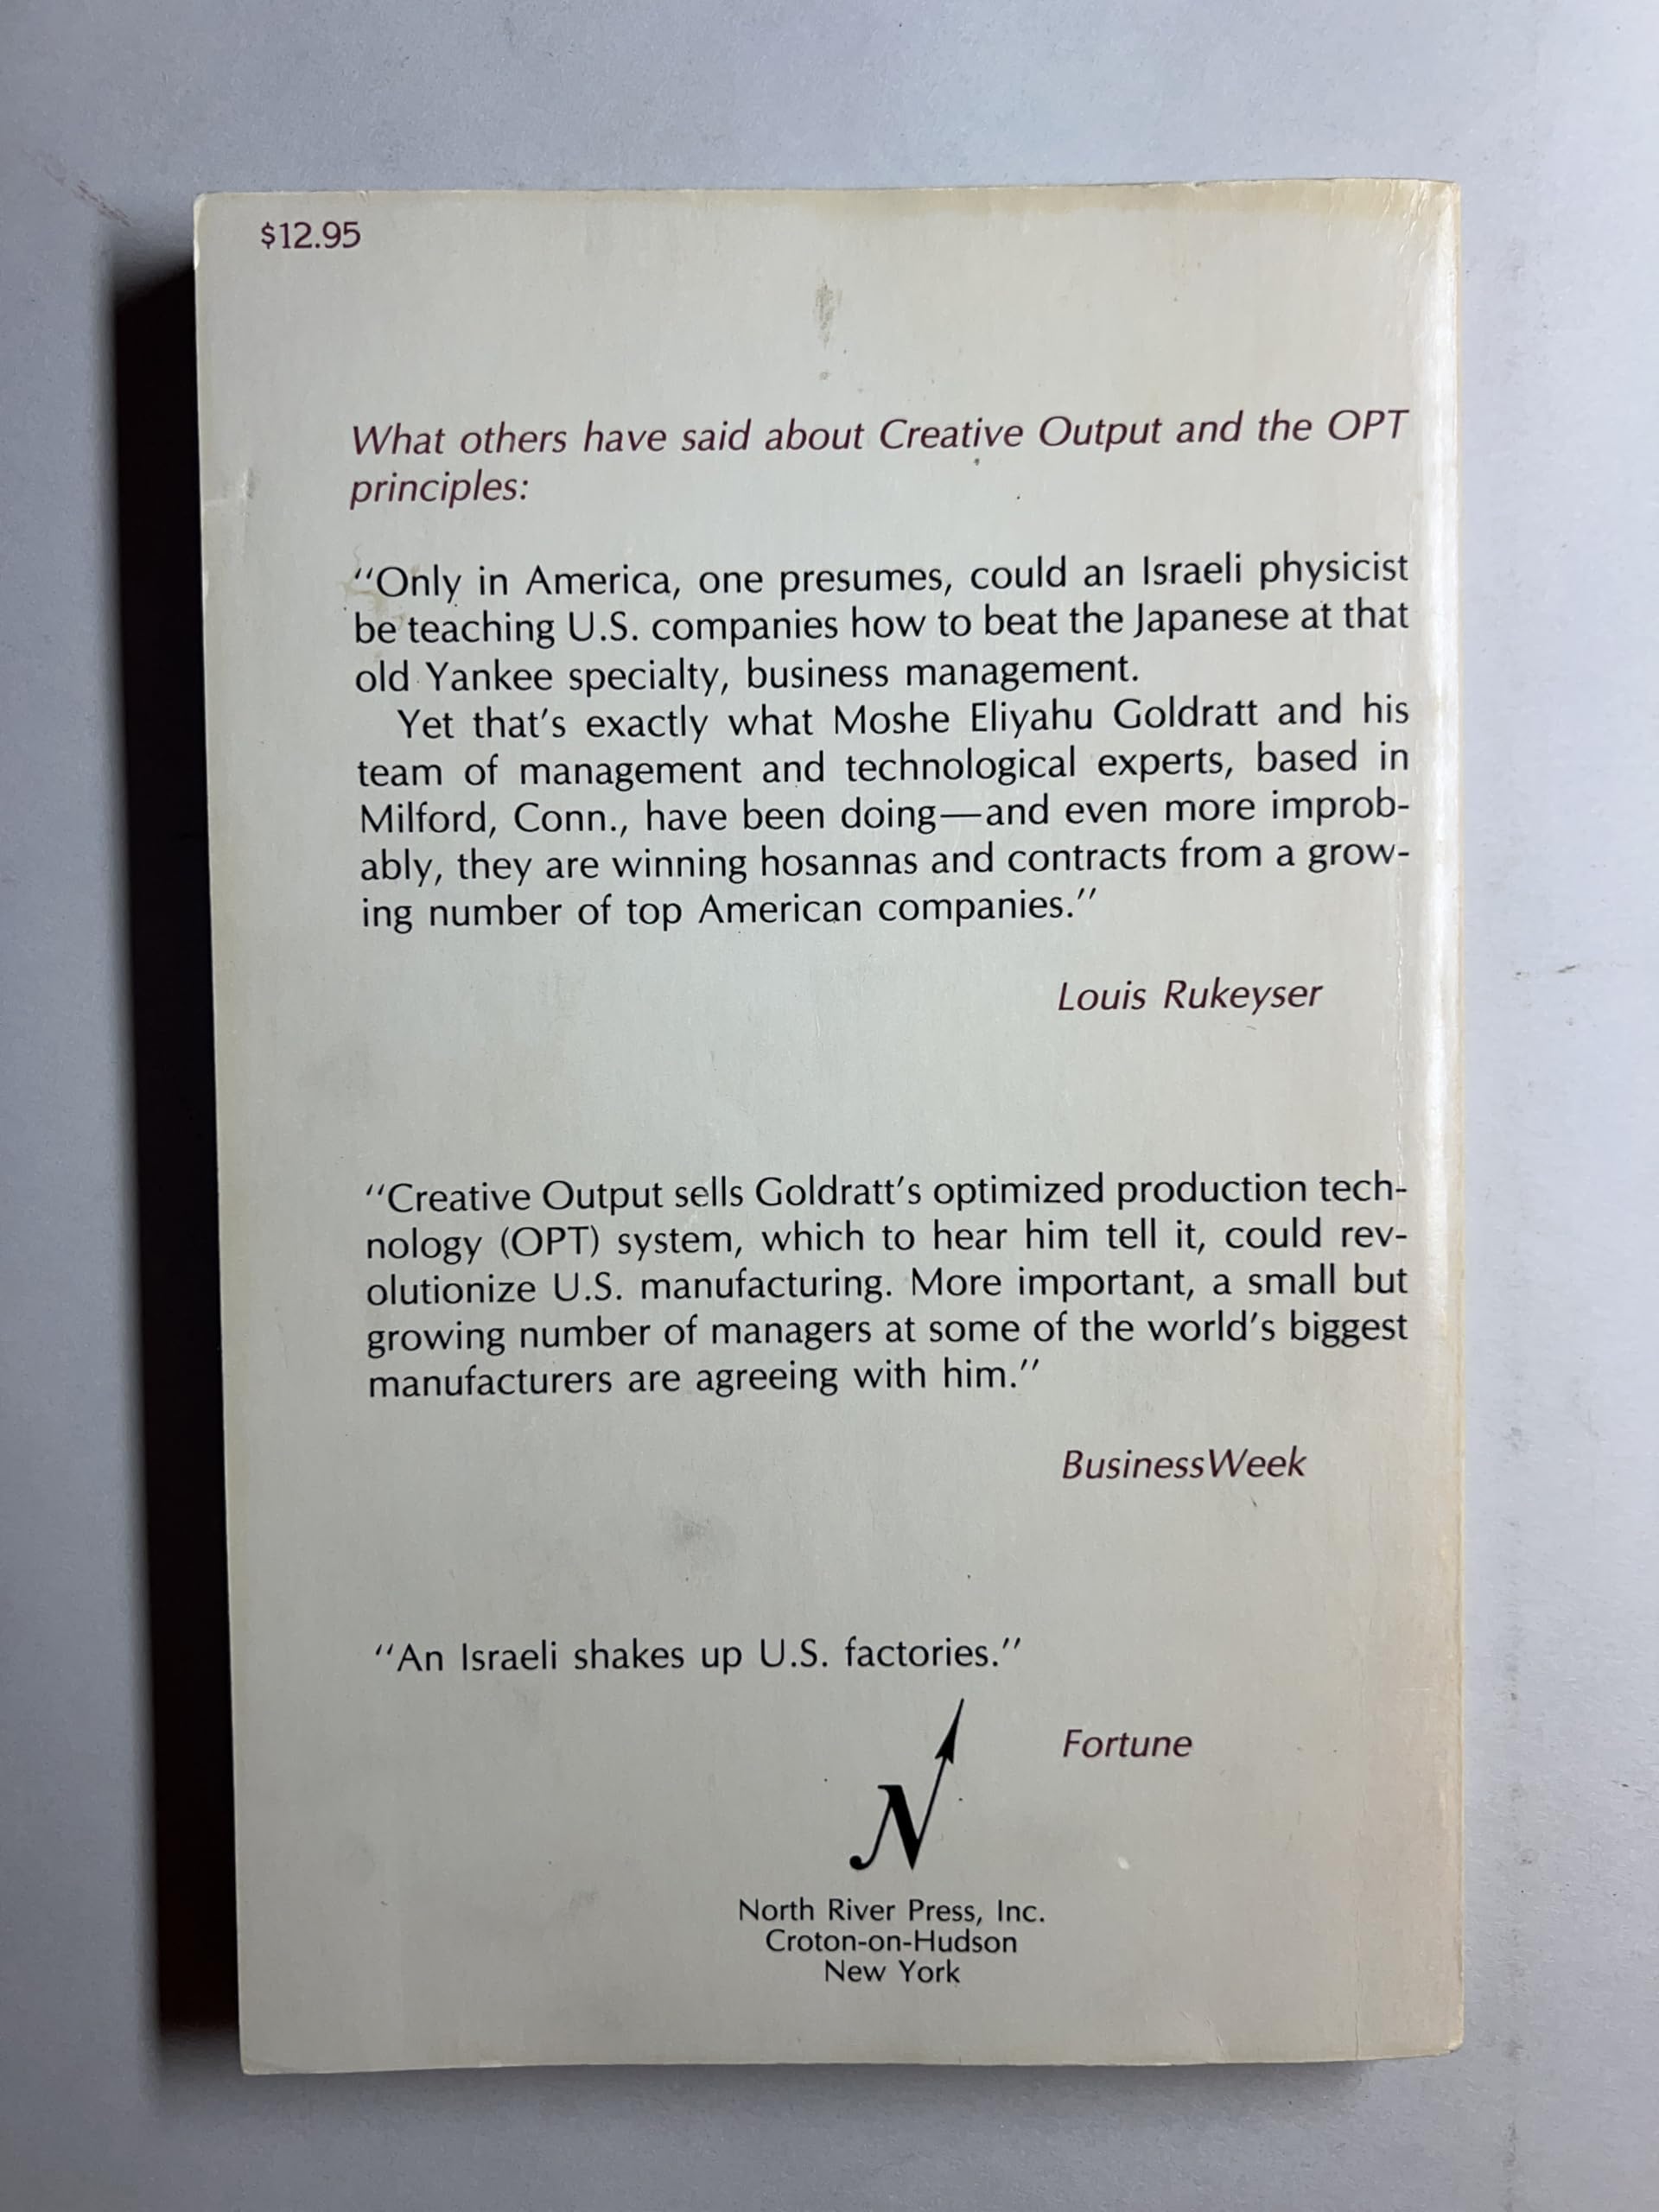 $12.95
What others have said about Creative Output and the OPT
principles:
"Only in America, one presumes, could an Israeli physicist
be teaching U.S. companies how to beat the Japanese at that
old Yankee specialty, business management.
Yet that's exactly what Moshe Eliyahu Goldratt and his
team of management and technological experts, based in
Milford, Conn., have been doing—and even more improb-
ably, they are winning hosannas and contracts from a grow-
ing number of top American companies."
Louis Rukeyser
"Creative Output sells Goldratt's optimized production tech-
nology (OPT) system, which to hear him tell it, could rev-
olutionize U.S. manufacturing. More important, a small but
growing number of managers at some of the world's biggest
manufacturers are agreeing with him."
BusinessWeek
"An Israeli shakes up U.S. factories."
Fortune
N
North River Press, Inc.
Croton-on-Hudson
New York